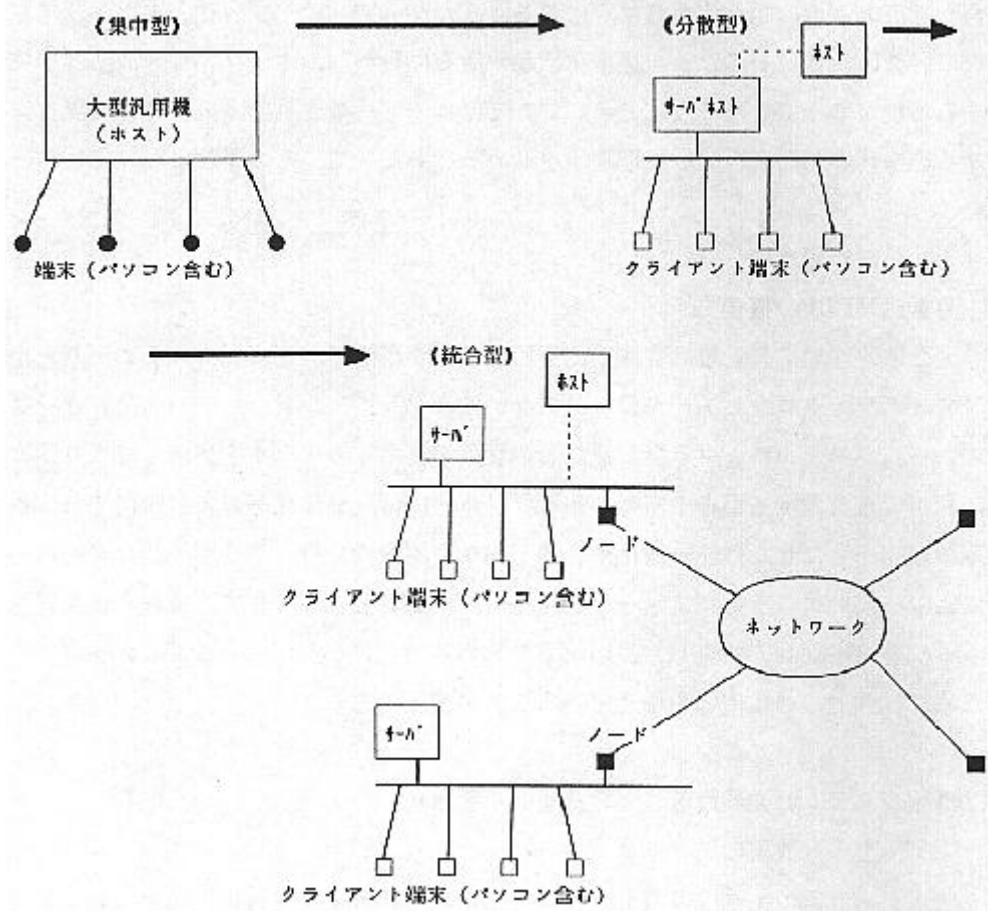 《集中型》
大型汎用機
（ホスト）
端末（パソコン含む）
《分散型》
ﾎｽﾄ
ｻｰﾊﾞﾎｽﾄ
クライアント端末（パソコン含む）
《統合型》
ﾎｽﾄ
ｻｰﾊﾞ
ノード
クライアント端末（パソコン含む）
ネットワーク
ｻｰﾊﾞ
ノード
クライアント端末（パソコン含む）